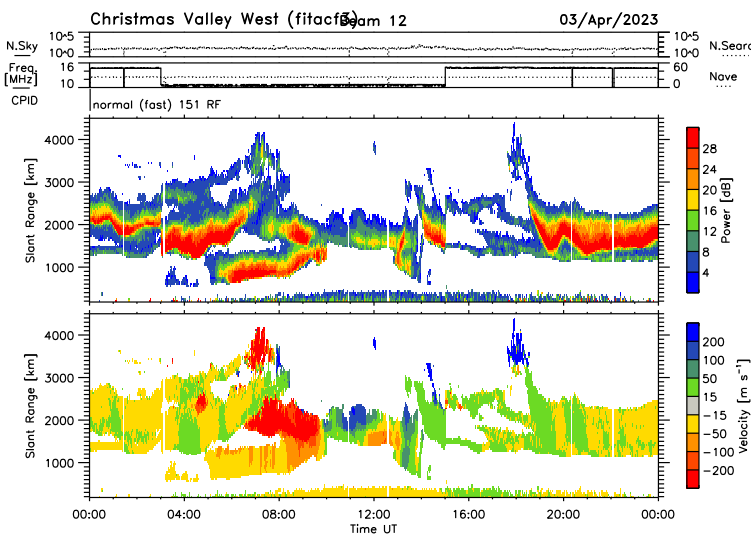 Christmas Valley West (fitacf3) Beam 12 03/Apr/2023
N.Sky
10^5
10^0
10^5
10^0
N.Searc
Freq.
[MHz]
16
10
60
0
Nave
CPID
normal (fast) 151 RF
Slant Range [km]
4000
3000
2000
1000
28
24
20
16
12
8
4
Power [dB]
Slant Range [km]
4000
3000
2000
1000
200
100
50
15
-15
-50
-100
-200
Velocity [m s⁻¹]
00:00 04:00 08:00 12:00 16:00 20:00 00:00
Time UT